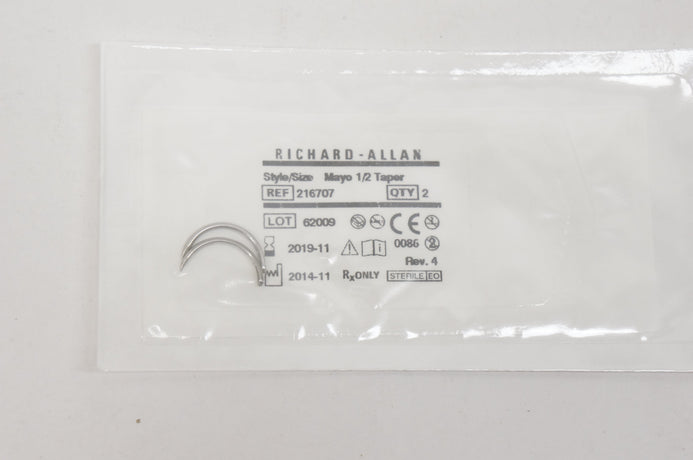 RICHARD-ALLAN
Style/Size Mayo 1/2 Taper
REF 216707 QTY 2
LOT 62009 CE
2019-11 0086 2
Rev. 4
2014-11 RxONLY STERILE EO